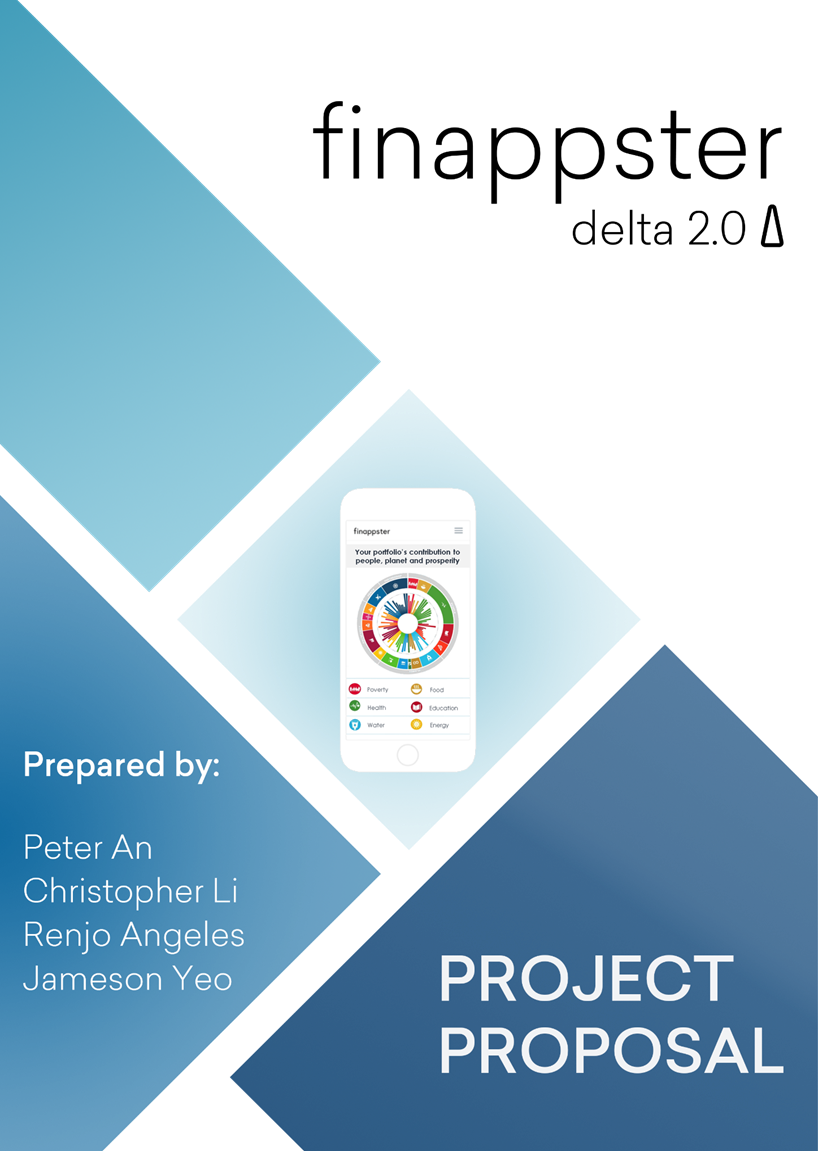 finappster
delta 2.0
finappster
Your portfolio's contribution to
people, planet and prosperity
Poverty
Food
Health
Education
Water
Energy
Prepared by:
Peter An
Christopher Li
Renjo Angeles
Jameson Yeo
PROJECT
PROPOSAL